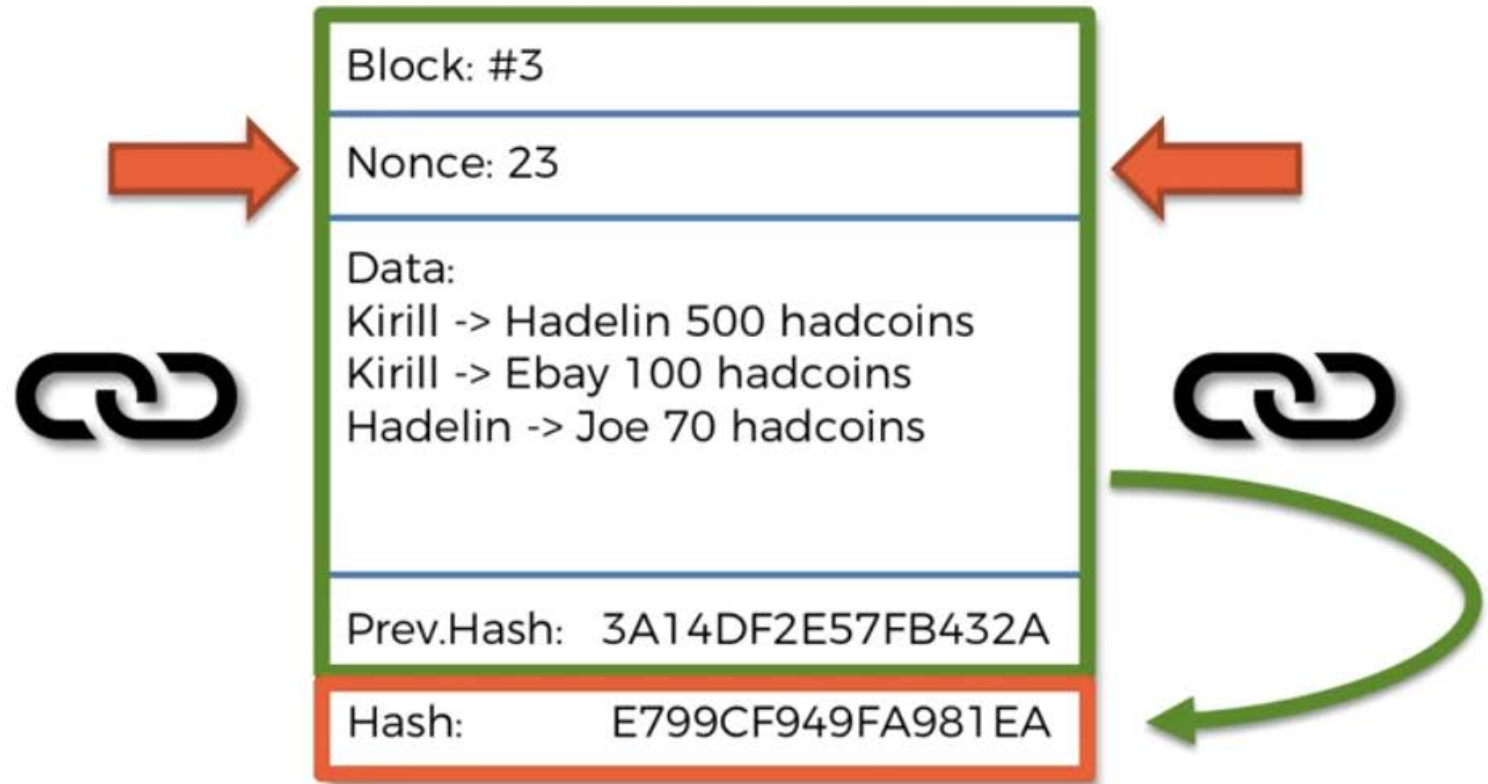 Block: #3
Nonce: 23
Data:
Kirill -> Hadelin 500 hadcoins
Kirill -> Ebay 100 hadcoins
Hadelin -> Joe 70 hadcoins
Prev.Hash: 3A14DF2E57FB432A
Hash: E799CF949FA981EA